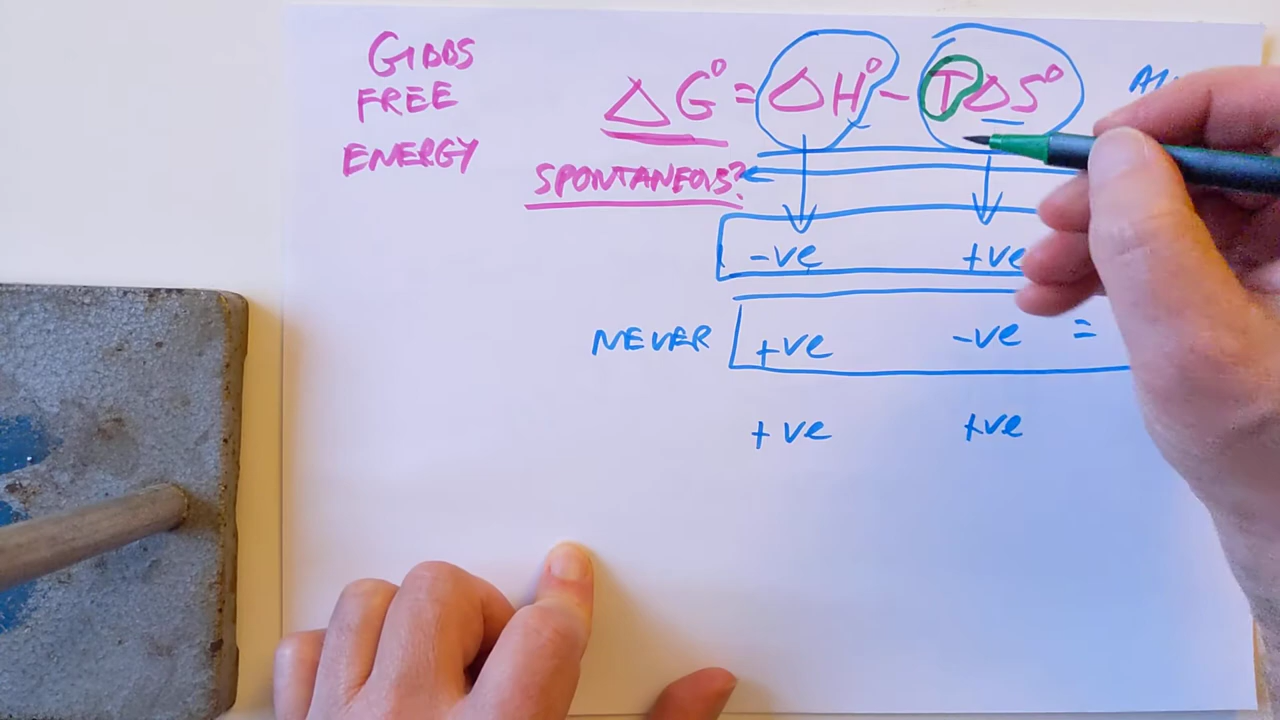 GIBBS
FREE
ENERGY
ΔG° = ΔH° - TΔS°
SPONTANEOUS?
-ve +ve
NEVER +ve -ve =
+ve +ve